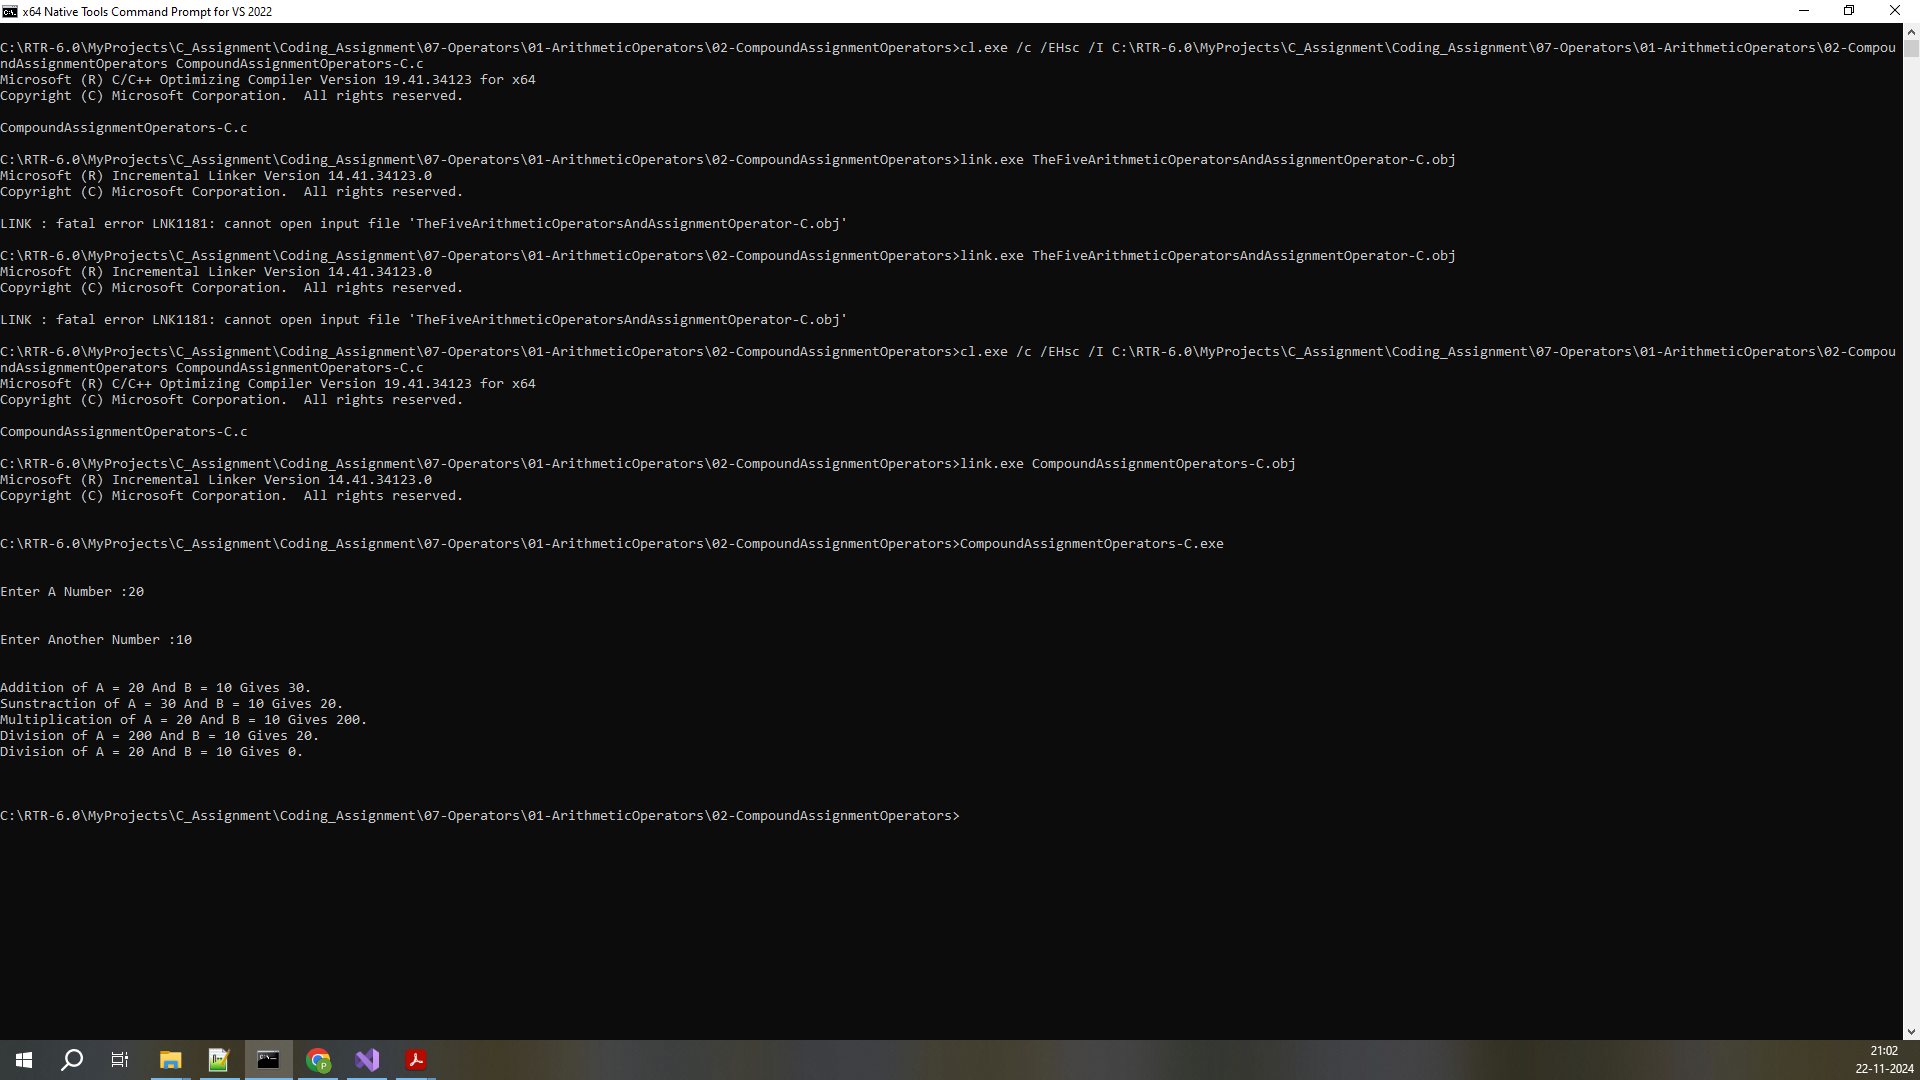 x64 Native Tools Command Prompt for VS 2022
C:\RTR-6.0\MyProjects\C_Assignment\Coding_Assignment\07-Operators\01-ArithmeticOperators\02-CompoundAssignmentOperators>cl.exe /c /EHsc /I C:\RTR-6.0\MyProjects\C_Assignment\Coding_Assignment\07-Operators\01-ArithmeticOperators\02-Compou
ndAssignmentOperators CompoundAssignmentOperators-C.c
Microsoft (R) C/C++ Optimizing Compiler Version 19.41.34123 for x64
Copyright (C) Microsoft Corporation.  All rights reserved.
CompoundAssignmentOperators-C.c
C:\RTR-6.0\MyProjects\C_Assignment\Coding_Assignment\07-Operators\01-ArithmeticOperators\02-CompoundAssignmentOperators>link.exe TheFiveArithmeticOperatorsAndAssignmentOperator-C.obj
Microsoft (R) Incremental Linker Version 14.41.34123.0
Copyright (C) Microsoft Corporation.  All rights reserved.
LINK : fatal error LNK1181: cannot open input file 'TheFiveArithmeticOperatorsAndAssignmentOperator-C.obj'
C:\RTR-6.0\MyProjects\C_Assignment\Coding_Assignment\07-Operators\01-ArithmeticOperators\02-CompoundAssignmentOperators>link.exe TheFiveArithmeticOperatorsAndAssignmentOperator-C.obj
Microsoft (R) Incremental Linker Version 14.41.34123.0
Copyright (C) Microsoft Corporation.  All rights reserved.
LINK : fatal error LNK1181: cannot open input file 'TheFiveArithmeticOperatorsAndAssignmentOperator-C.obj'
C:\RTR-6.0\MyProjects\C_Assignment\Coding_Assignment\07-Operators\01-ArithmeticOperators\02-CompoundAssignmentOperators>cl.exe /c /EHsc /I C:\RTR-6.0\MyProjects\C_Assignment\Coding_Assignment\07-Operators\01-ArithmeticOperators\02-Compou
ndAssignmentOperators CompoundAssignmentOperators-C.c
Microsoft (R) C/C++ Optimizing Compiler Version 19.41.34123 for x64
Copyright (C) Microsoft Corporation.  All rights reserved.
CompoundAssignmentOperators-C.c
C:\RTR-6.0\MyProjects\C_Assignment\Coding_Assignment\07-Operators\01-ArithmeticOperators\02-CompoundAssignmentOperators>link.exe CompoundAssignmentOperators-C.obj
Microsoft (R) Incremental Linker Version 14.41.34123.0
Copyright (C) Microsoft Corporation.  All rights reserved.
C:\RTR-6.0\MyProjects\C_Assignment\Coding_Assignment\07-Operators\01-ArithmeticOperators\02-CompoundAssignmentOperators>CompoundAssignmentOperators-C.exe
Enter A Number :20
Enter Another Number :10
Addition of A = 20 And B = 10 Gives 30.
Sunstraction of A = 30 And B = 10 Gives 20.
Multiplication of A = 20 And B = 10 Gives 200.
Division of A = 200 And B = 10 Gives 20.
Division of A = 20 And B = 10 Gives 0.
C:\RTR-6.0\MyProjects\C_Assignment\Coding_Assignment\07-Operators\01-ArithmeticOperators\02-CompoundAssignmentOperators>
21:02
22-11-2024